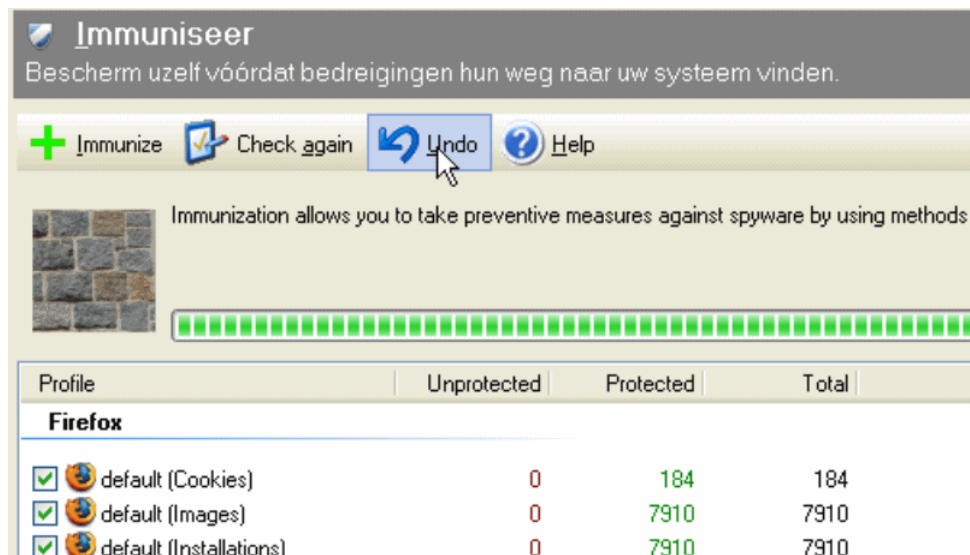 Immuniseer
Bescherm uzelf vóórdat bedreigingen hun weg naar uw systeem vinden.
Immunize Check again Undo Help
Immunization allows you to take preventive measures against spyware by using methods
Profile Unprotected Protected Total
Firefox
default (Cookies) 0 184 184
default (Images) 0 7910 7910
default (Installations) 0 7910 7910